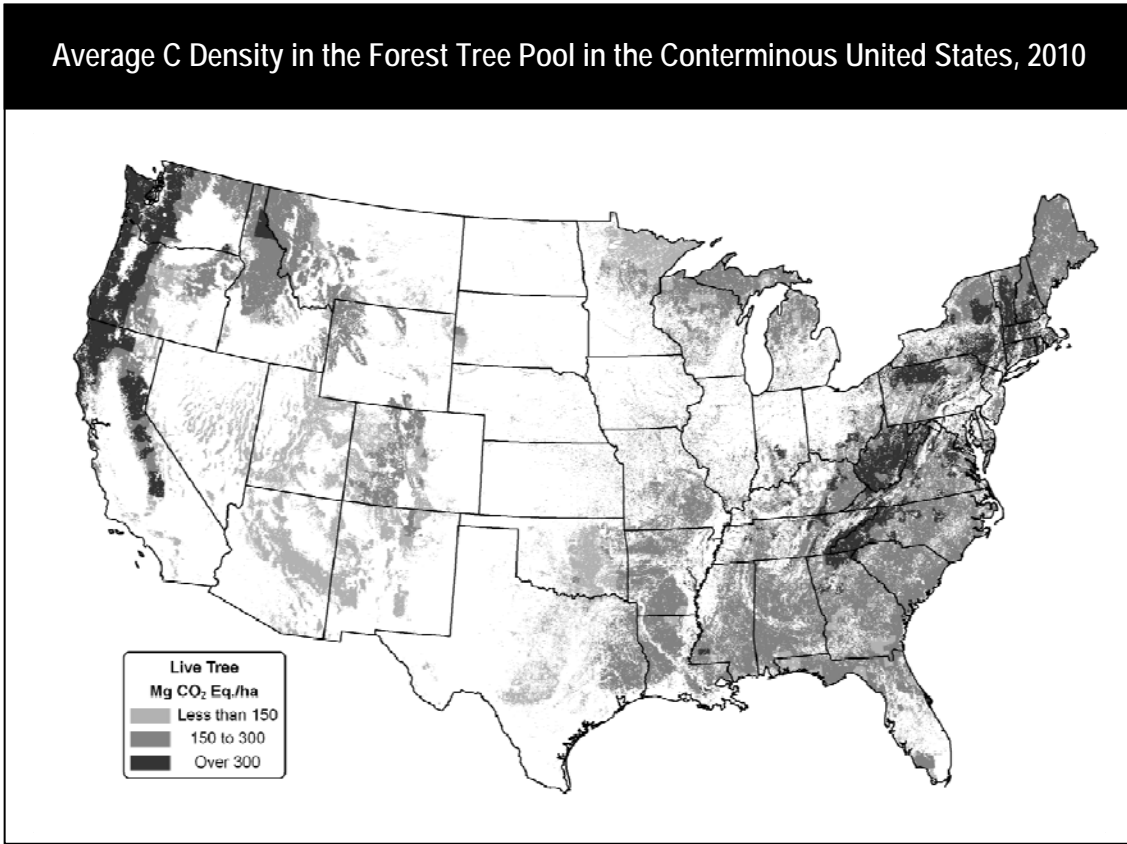 Average C Density in the Forest Tree Pool in the Conterminous United States, 2010
Live Tree
Mg CO₂ Eq./ha
Less than 150
150 to 300
Over 300